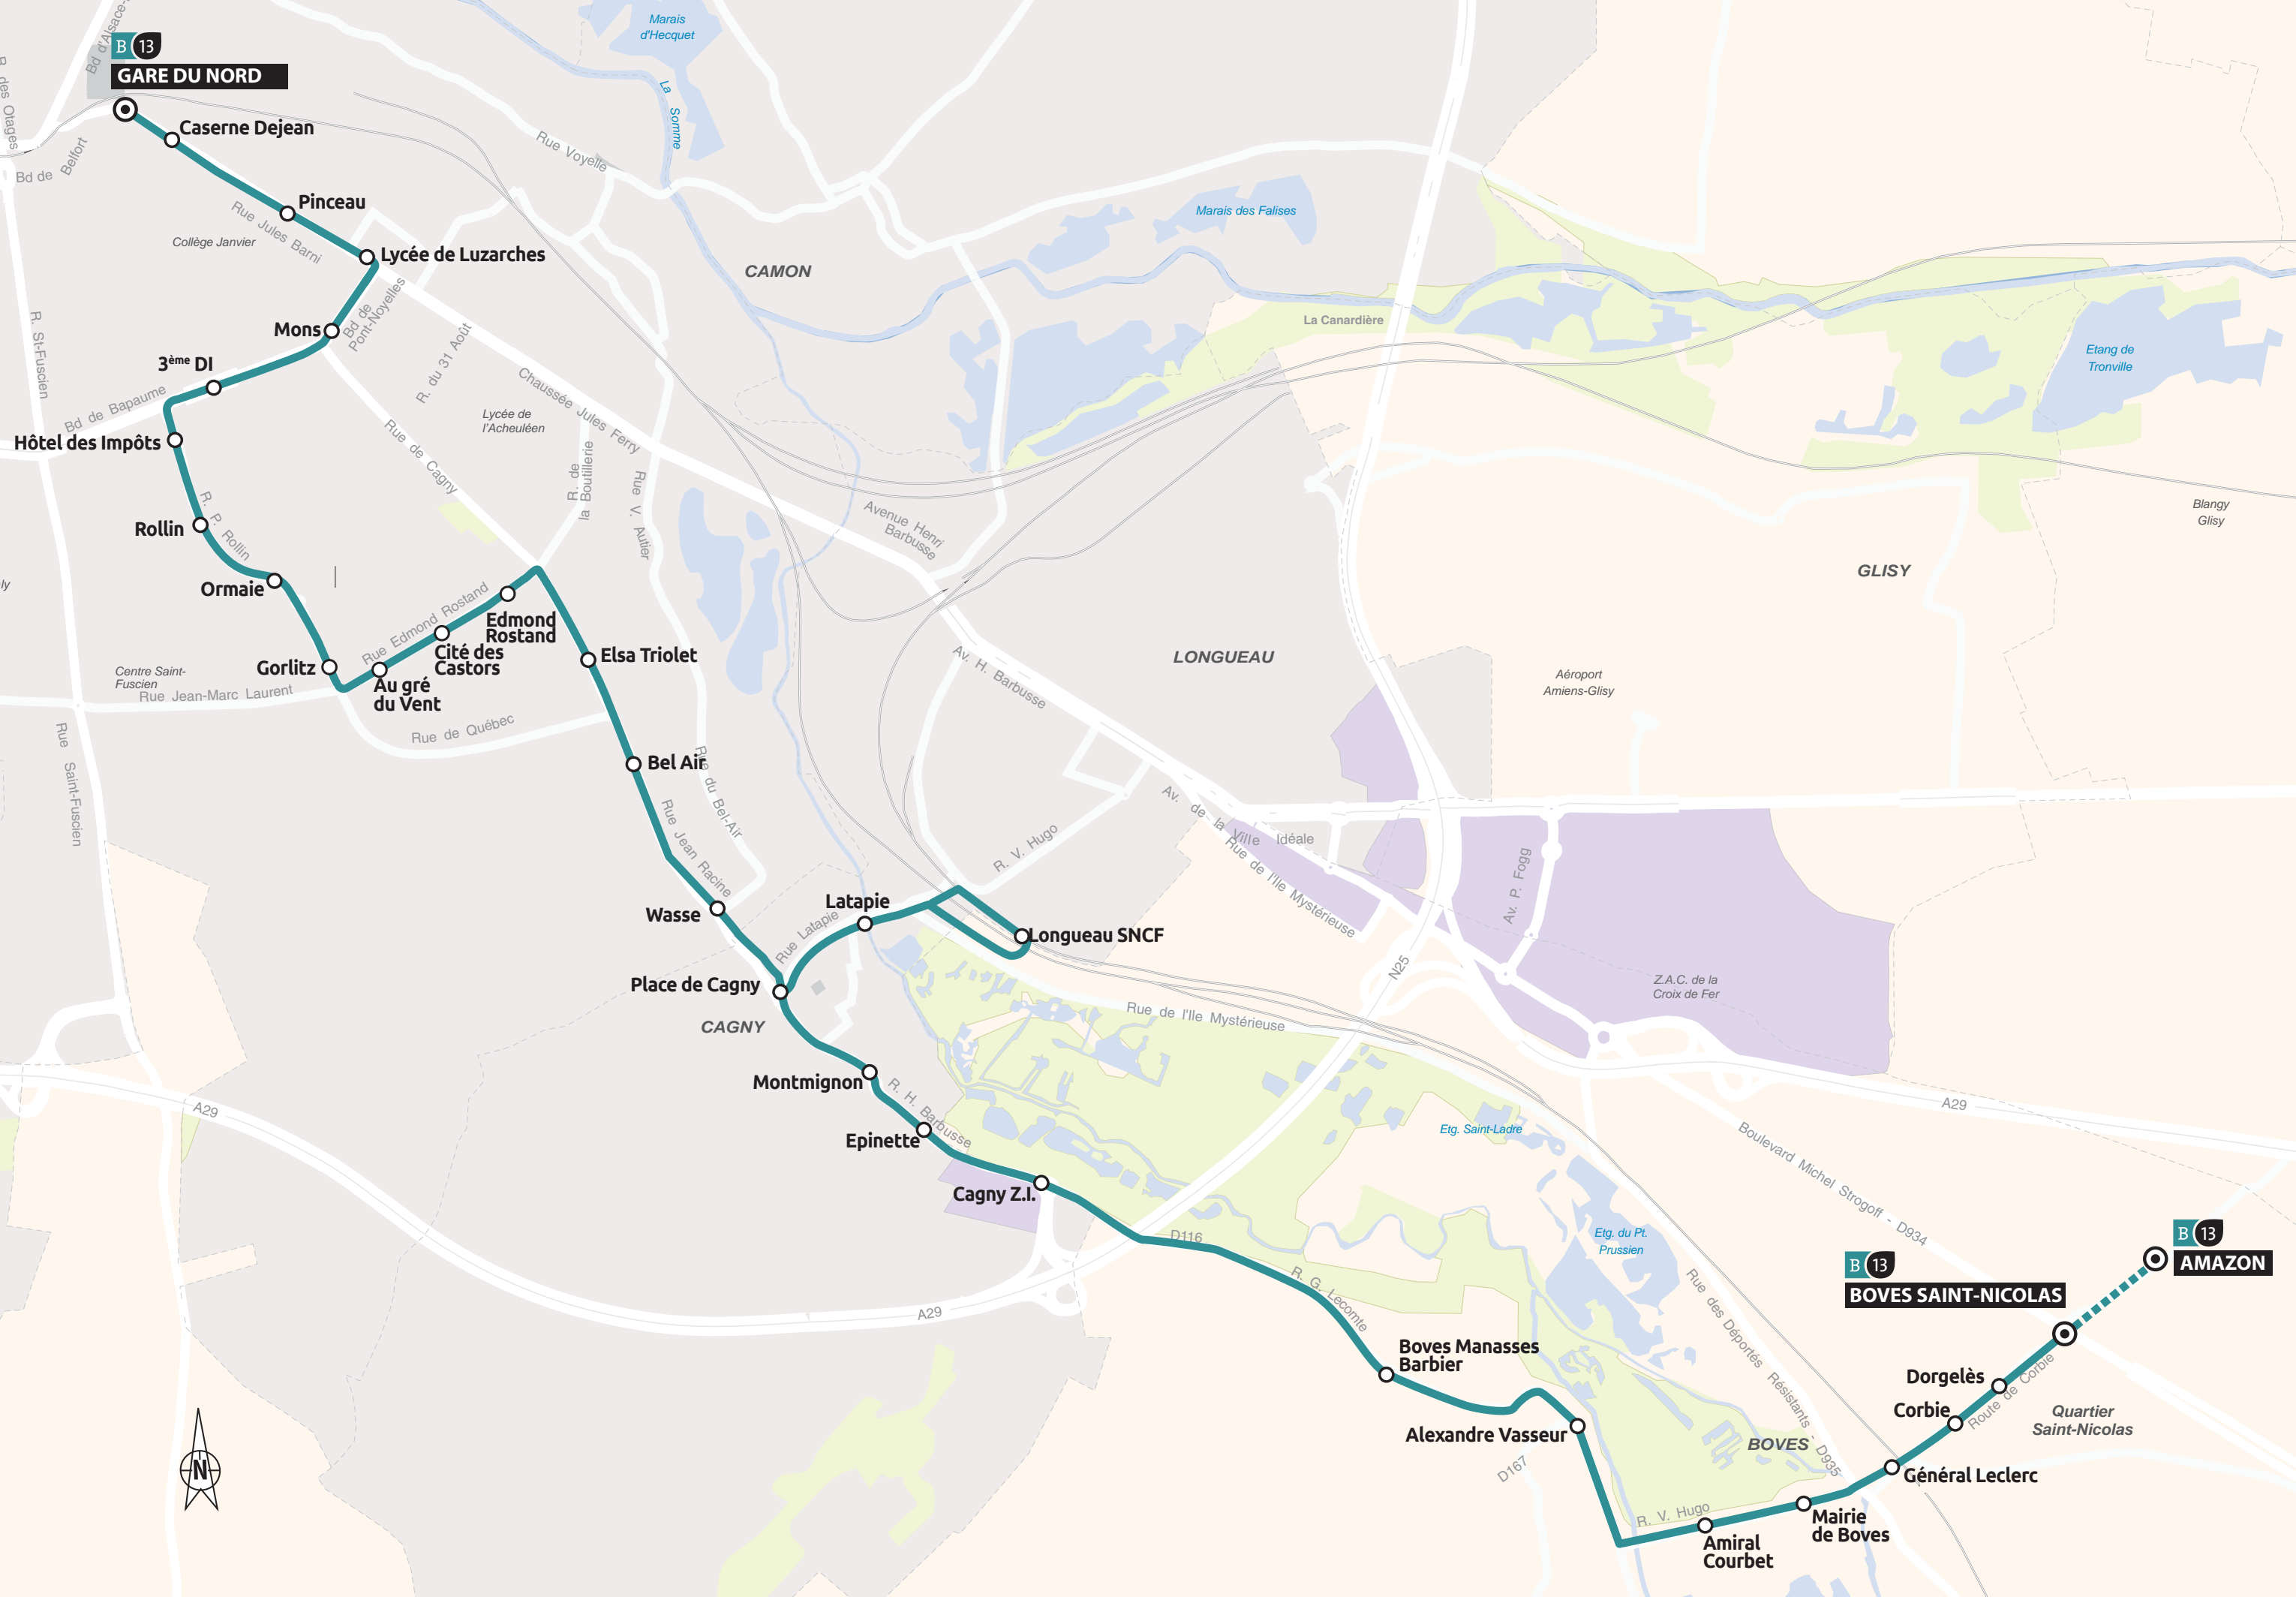 B 13
GARE DU NORD
Caserne Dejean
Pinceau
Lycée de Luzarches
Mons
3ème DI
Hôtel des Impôts
Rollin
Ormaie
Gorlitz
Au gré
du Vent
Cité des
Castors
Edmond
Rostand
Elsa Triolet
Bel Air
Wasse
Place de Cagny
Latapie
Longueau SNCF
Montmignon
Epinette
Cagny Z.I.
Boves Manasses
Barbier
Alexandre Vasseur
Amiral
Courbet
Mairie
de Boves
Général Leclerc
Corbie
Dorgelès
B 13
BOVES SAINT-NICOLAS
B 13
AMAZON
Bd d'Alsace-
R. des Otages
Bd de Belfort
Rue Jules Barni
Collège Janvier
Bd de
Pont-Noyelles
R. du 31 Août
Bd de Bapaume
R. St-Fuscien
Lycée de
l'Acheuléen
Rue de Cagny
Chaussée Jules Ferry
R. de
la Boutillerie
Rue V. Autier
R. P. Rollin
ly
Rue Edmond Rostand
Centre Saint-
Fuscien
Rue Jean-Marc Laurent
Rue de Québec
Rue Saint-Fuscien
Rue du Bel-Air
Rue Jean Racine
Rue Latapie
R. V. Hugo
Rue Voyelle
Marais
d'Hecquet
La Somme
CAMON
Marais des Falises
La Canardière
Etang de
Tronville
Blangy
Glisy
GLISY
Avenue Henri
Barbusse
Av. H. Barbusse
LONGUEAU
Aéroport
Amiens-Glisy
Av. de la Ville Idéale
Rue de l'Ile Mystérieuse
Av. P. Fogg
N25
Z.A.C. de la
Croix de Fer
Rue de l'Ile Mystérieuse
CAGNY
R. H. Barbusse
A29
A29
A29
Etg. Saint-Ladre
Boulevard Michel Strogoff - D934
Etg. du Pt.
Prussien
D116
R. G. Lecomte
Rue des Déportés Résistants - D935
D167
BOVES
R. V. Hugo
Route de Corbie
Quartier
Saint-Nicolas
N